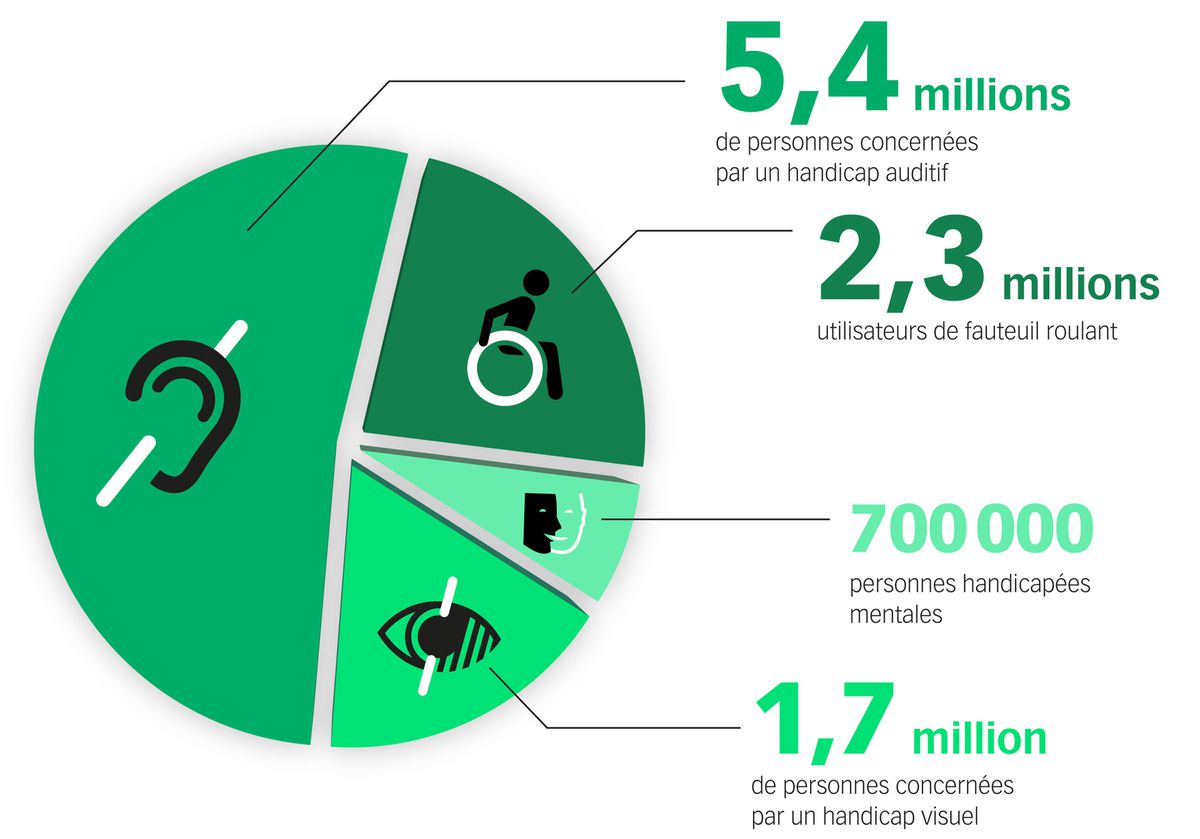 5,4 millions
de personnes concernées
par un handicap auditif
2,3 millions
utilisateurs de fauteuil roulant
700 000
personnes handicapées
mentales
1,7 million
de personnes concernées
par un handicap visuel